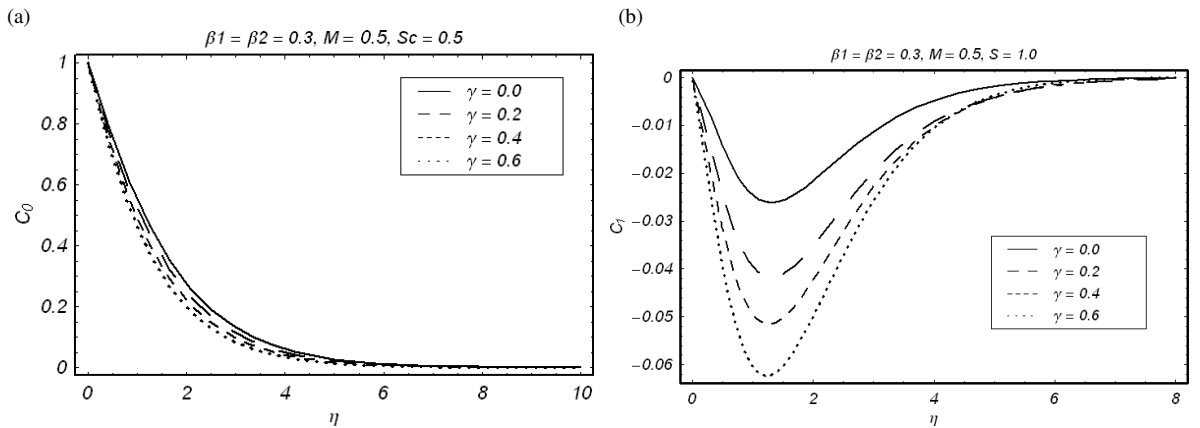 (a)
β1 = β2 = 0.3, M = 0.5, Sc = 0.5
1
0.8
0.6
0.4
0.2
0
C0
γ = 0.0
γ = 0.2
γ = 0.4
γ = 0.6
0 2 4 6 8 10
η
(b)
β1 = β2 = 0.3, M = 0.5, S = 1.0
0
−0.01
−0.02
−0.03
−0.04
−0.05
−0.06
C1
γ = 0.0
γ = 0.2
γ = 0.4
γ = 0.6
0 2 4 6 8
η